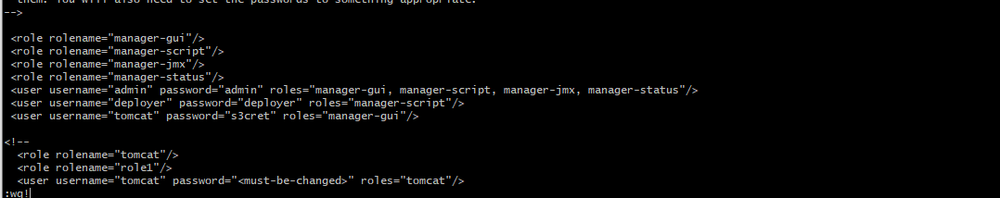 them. You will also need to set the passwords to something appropriate.
-->
<role rolename="manager-gui"/>
<role rolename="manager-script"/>
<role rolename="manager-jmx"/>
<role rolename="manager-status"/>
<user username="admin" password="admin" roles="manager-gui, manager-script, manager-jmx, manager-status"/>
<user username="deployer" password="deployer" roles="manager-script"/>
<user username="tomcat" password="s3cret" roles="manager-gui"/>
<!--
<role rolename="tomcat"/>
<role rolename="role1"/>
<user username="tomcat" password="<must-be-changed>" roles="tomcat"/>
:wq!